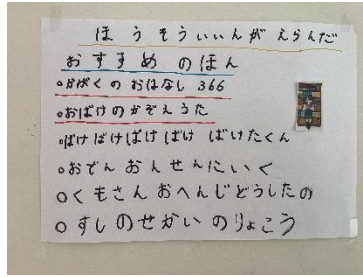 ほうそういいんが えらんだ
おすすめ のほん
○かがくの おはなし 366
○おばけのかぞえうた
○ばけばけばけばけ ばけたくん
○おでん おんせんにいく
○くもさん おへんじどうしたの
○すしのせかい のりょこう